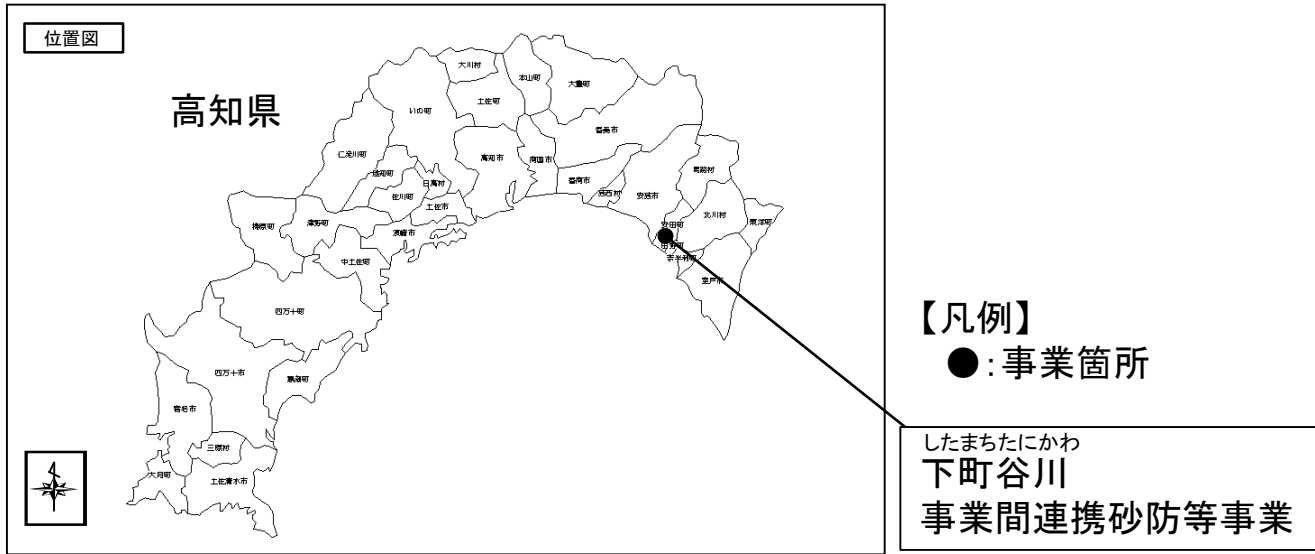 位置図
高知県
大川村
本山町
大豊町
いの町
土佐町
香美市
仁淀川町
高知市
南国市
越知町
日高村
香南市
馬路村
佐川町
芸西村
安芸市
土佐市
北川村
梼原町
津野町
東洋町
須崎市
安田町
田野町
中土佐町
奈半利町
室戸市
四万十町
【凡例】
●:事業箇所
四万十市
黒潮町
宿毛市
したまちたにかわ
下町谷川
事業間連携砂防等事業
三原村
大月町
土佐清水市